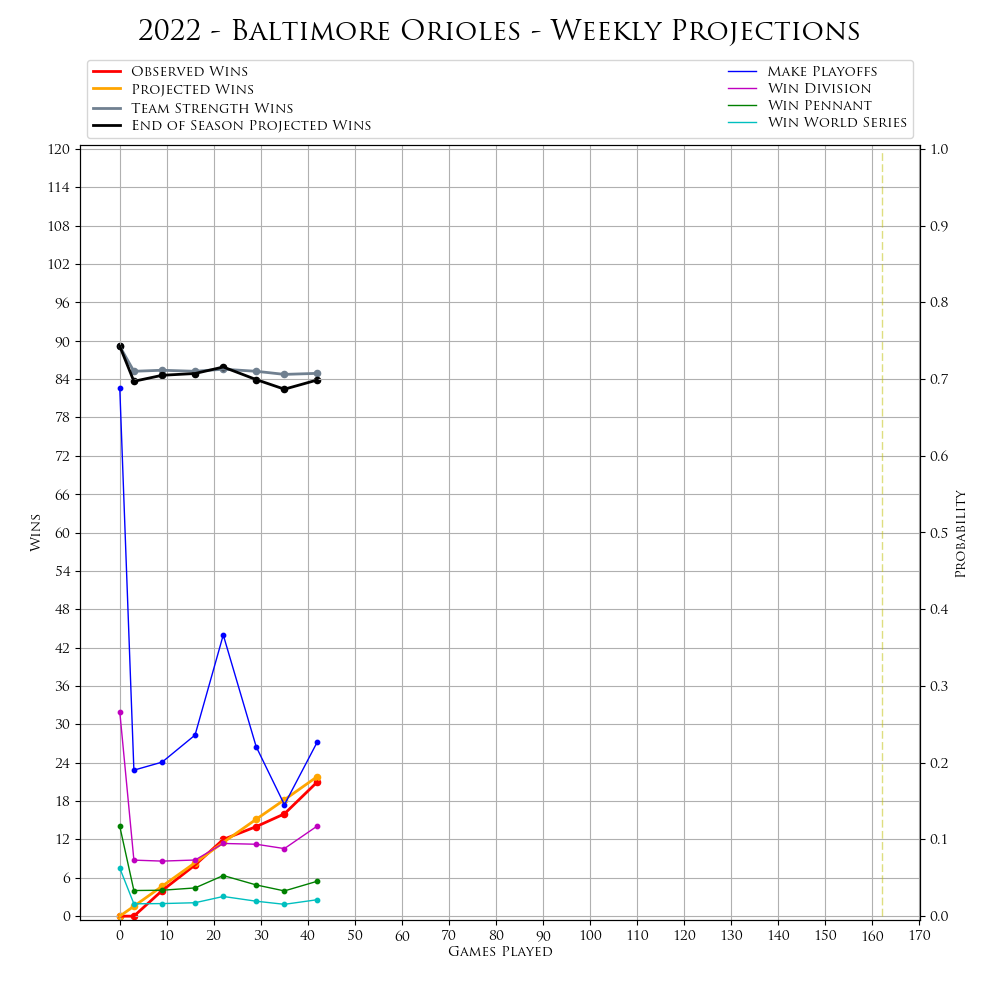 2022 - Baltimore Orioles - Weekly Projections
Observed Wins
Projected Wins
Team Strength Wins
End of Season Projected Wins
Make Playoffs
Win Division
Win Pennant
Win World Series
120
114
108
102
96
90
84
78
72
66
60
54
48
42
36
30
24
18
12
6
0
Wins
1.0
0.9
0.8
0.7
0.6
0.5
0.4
0.3
0.2
0.1
0.0
Probability
0 10 20 30 40 50 60 70 80 90 100 110 120 130 140 150 160 170
Games Played